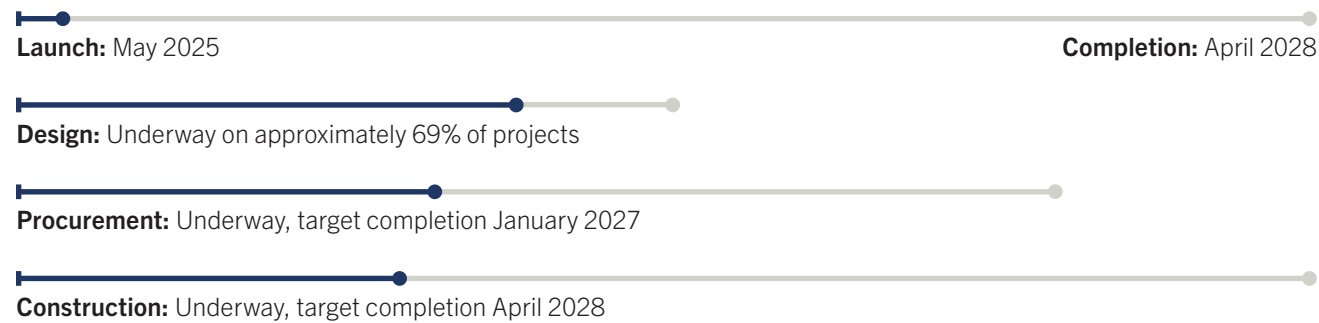 Launch: May 2025
Completion: April 2028
Design: Underway on approximately 69% of projects
Procurement: Underway, target completion January 2027
Construction: Underway, target completion April 2028